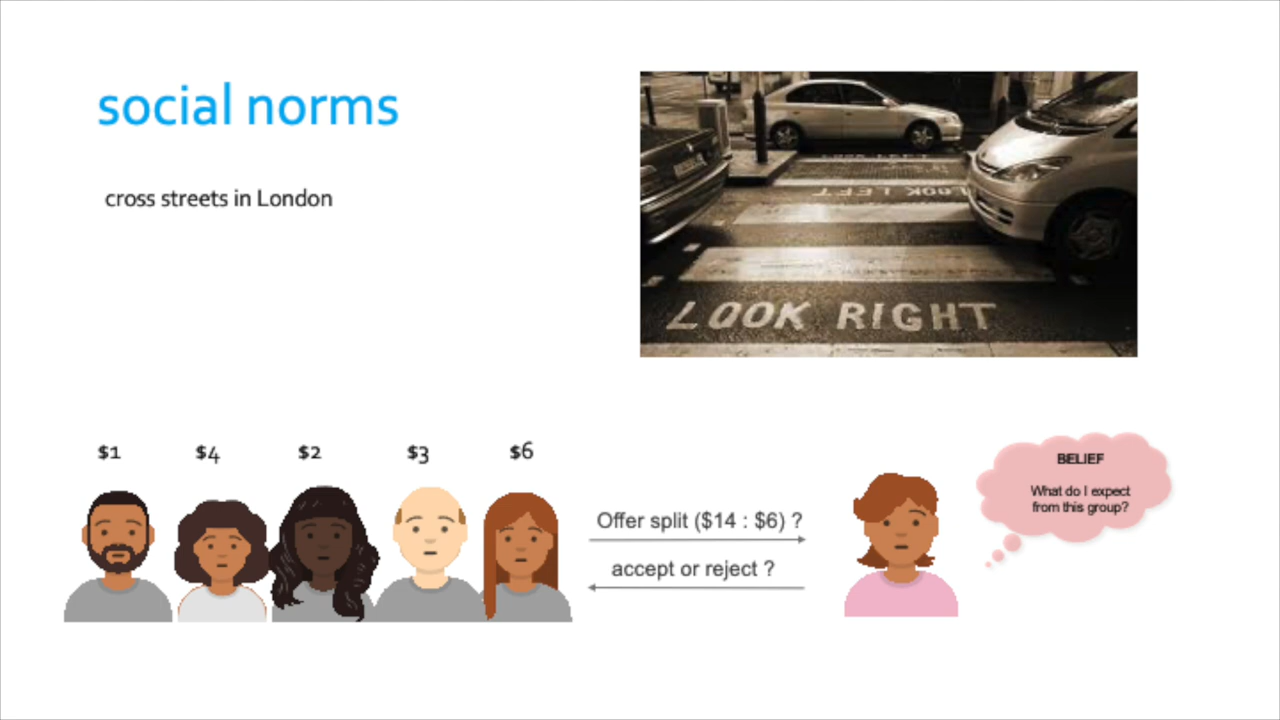 social norms
cross streets in London
LOOK LEFT
LOOK RIGHT
$1 $4 $2 $3 $6
BELIEF
What do I expect
from this group?
Offer split ($14 : $6) ?
accept or reject ?